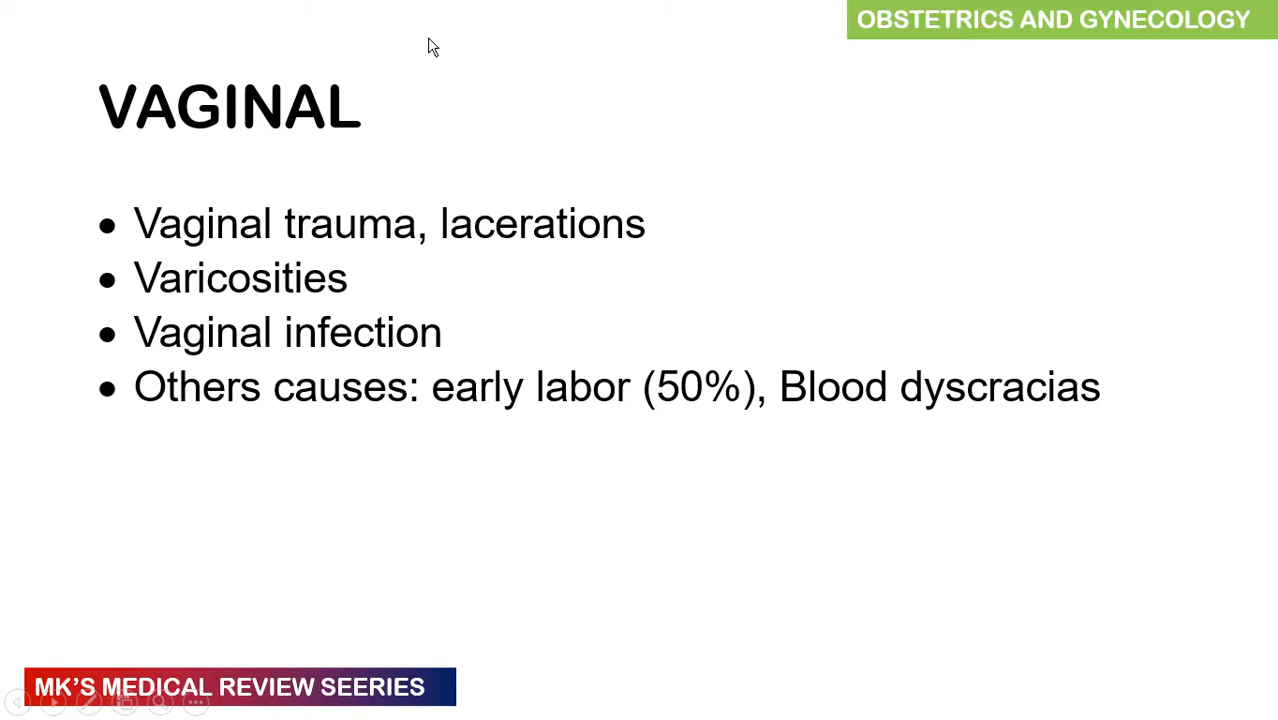 OBSTETRICS AND GYNECOLOGY
VAGINAL
• Vaginal trauma, lacerations
• Varicosities
• Vaginal infection
• Others causes: early labor (50%), Blood dyscracias
MK'S MEDICAL REVIEW SEERIES